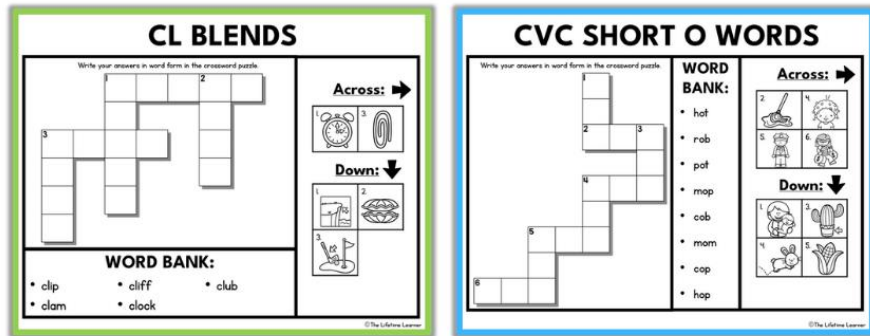 CL BLENDS
Write your answers in word form in the crossword puzzle.
1 2
3
Across:
1. 3.
Down:
1. 2.
3.
WORD BANK:
• clip • cliff • club
• clam • clock
©The Lifetime Learner
CVC SHORT O WORDS
Write your answers in word form in the crossword puzzle.
1
2 3
4
5
6
WORD
BANK:
• hot
• rob
• pot
• mop
• cob
• mom
• cop
• hop
Across:
2. 4.
5. 6.
Down:
1. 3.
4. 5.
©The Lifetime Learner